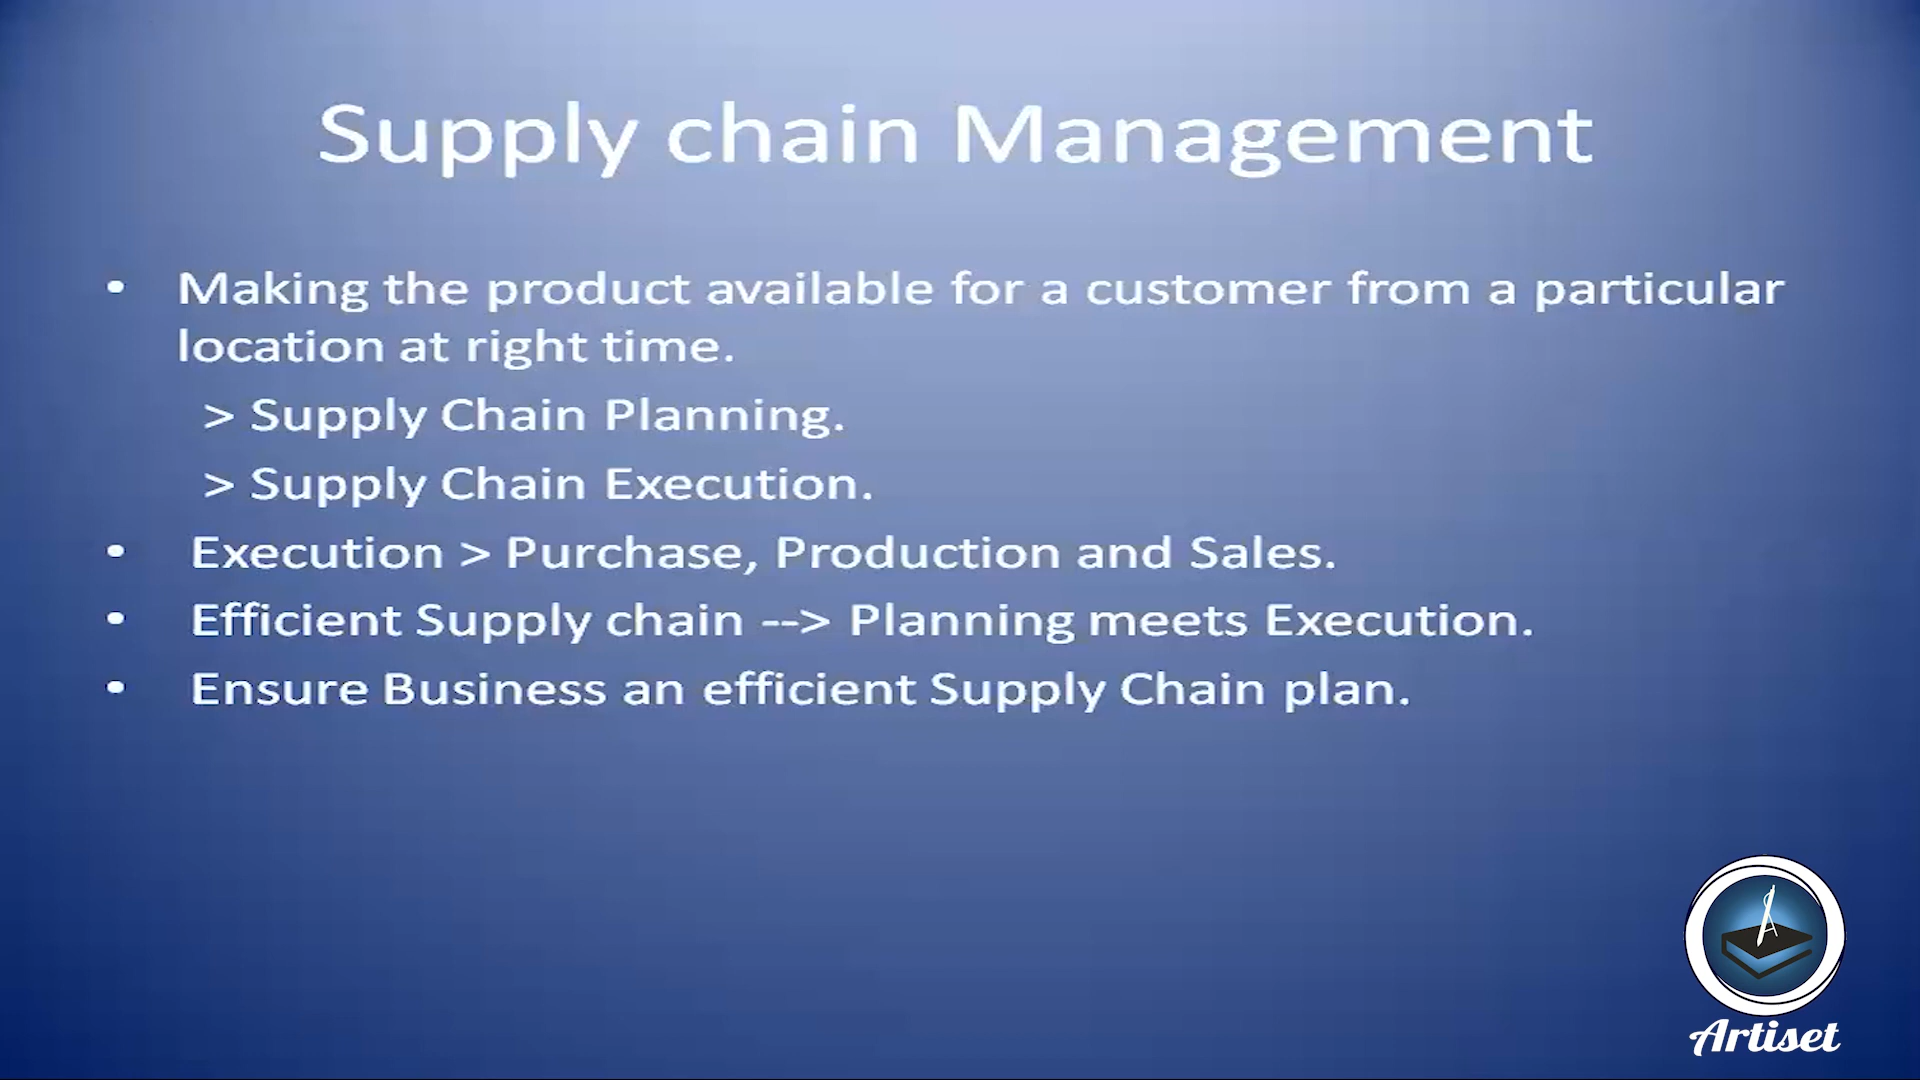 Supply chain Management
• Making the product available for a customer from a particular
location at right time.
> Supply Chain Planning.
> Supply Chain Execution.
• Execution > Purchase, Production and Sales.
• Efficient Supply chain --> Planning meets Execution.
• Ensure Business an efficient Supply Chain plan.
Artiset